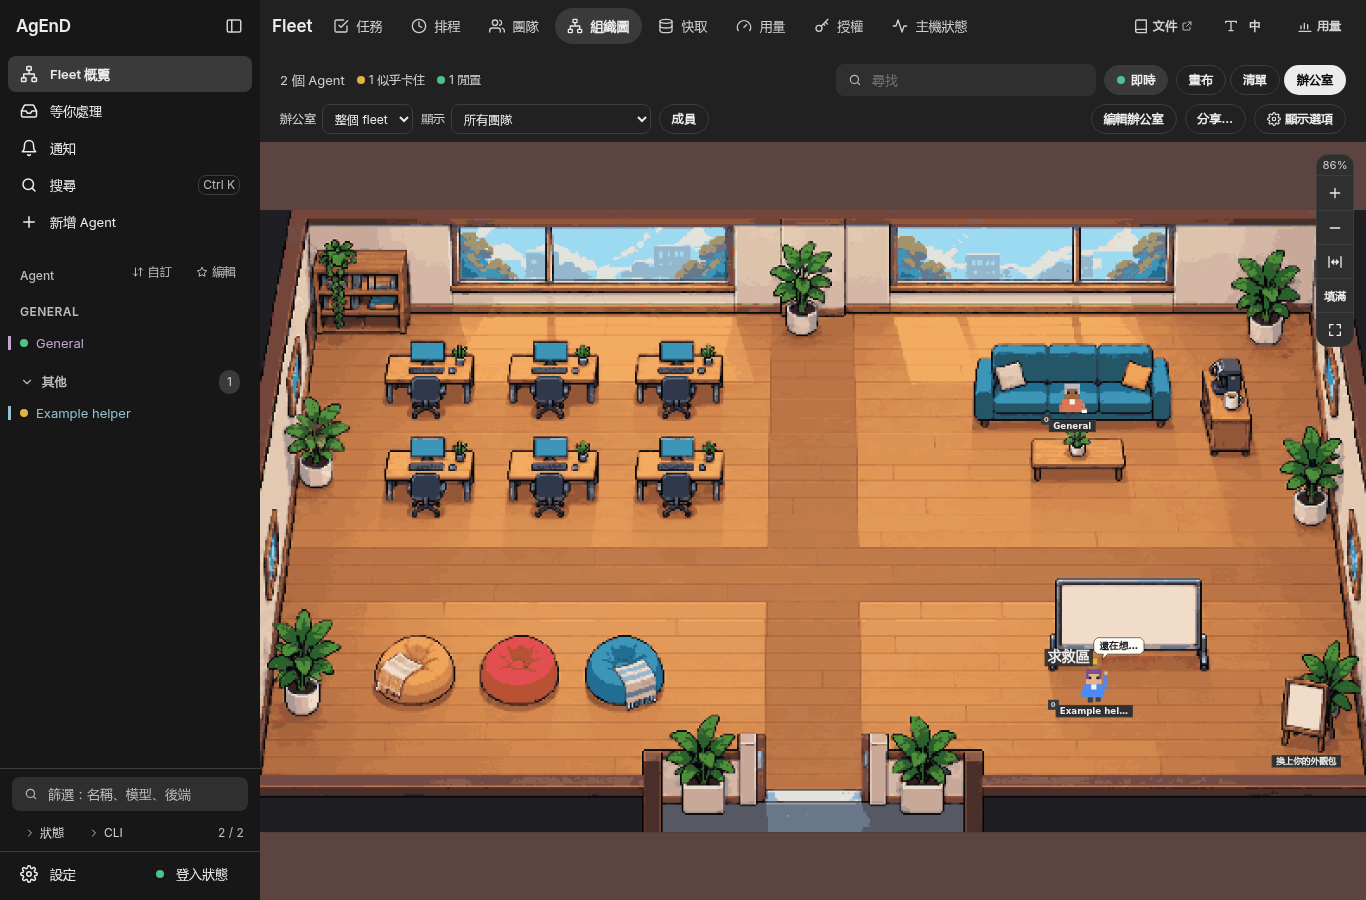 AgEnD
Fleet 概覽
等你處理
通知
搜尋 Ctrl K
新增 Agent
Agent 自訂 編輯
GENERAL
General
其他 1
Example helper
篩選：名稱、模型、後端
狀態 CLI 2 / 2
設定 登入狀態
Fleet 任務 排程 團隊 組織圖 快取 用量 授權 主機狀態 文件 中 用量
2 個 Agent 1 似乎卡住 1 閒置 尋找 即時 畫布 清單 辦公室
辦公室 整個 fleet 顯示 所有團隊 成員 編輯辦公室 分享… 顯示選項
86%
填滿
General
還在想…
求救區
Example hel…
換上你的外觀包